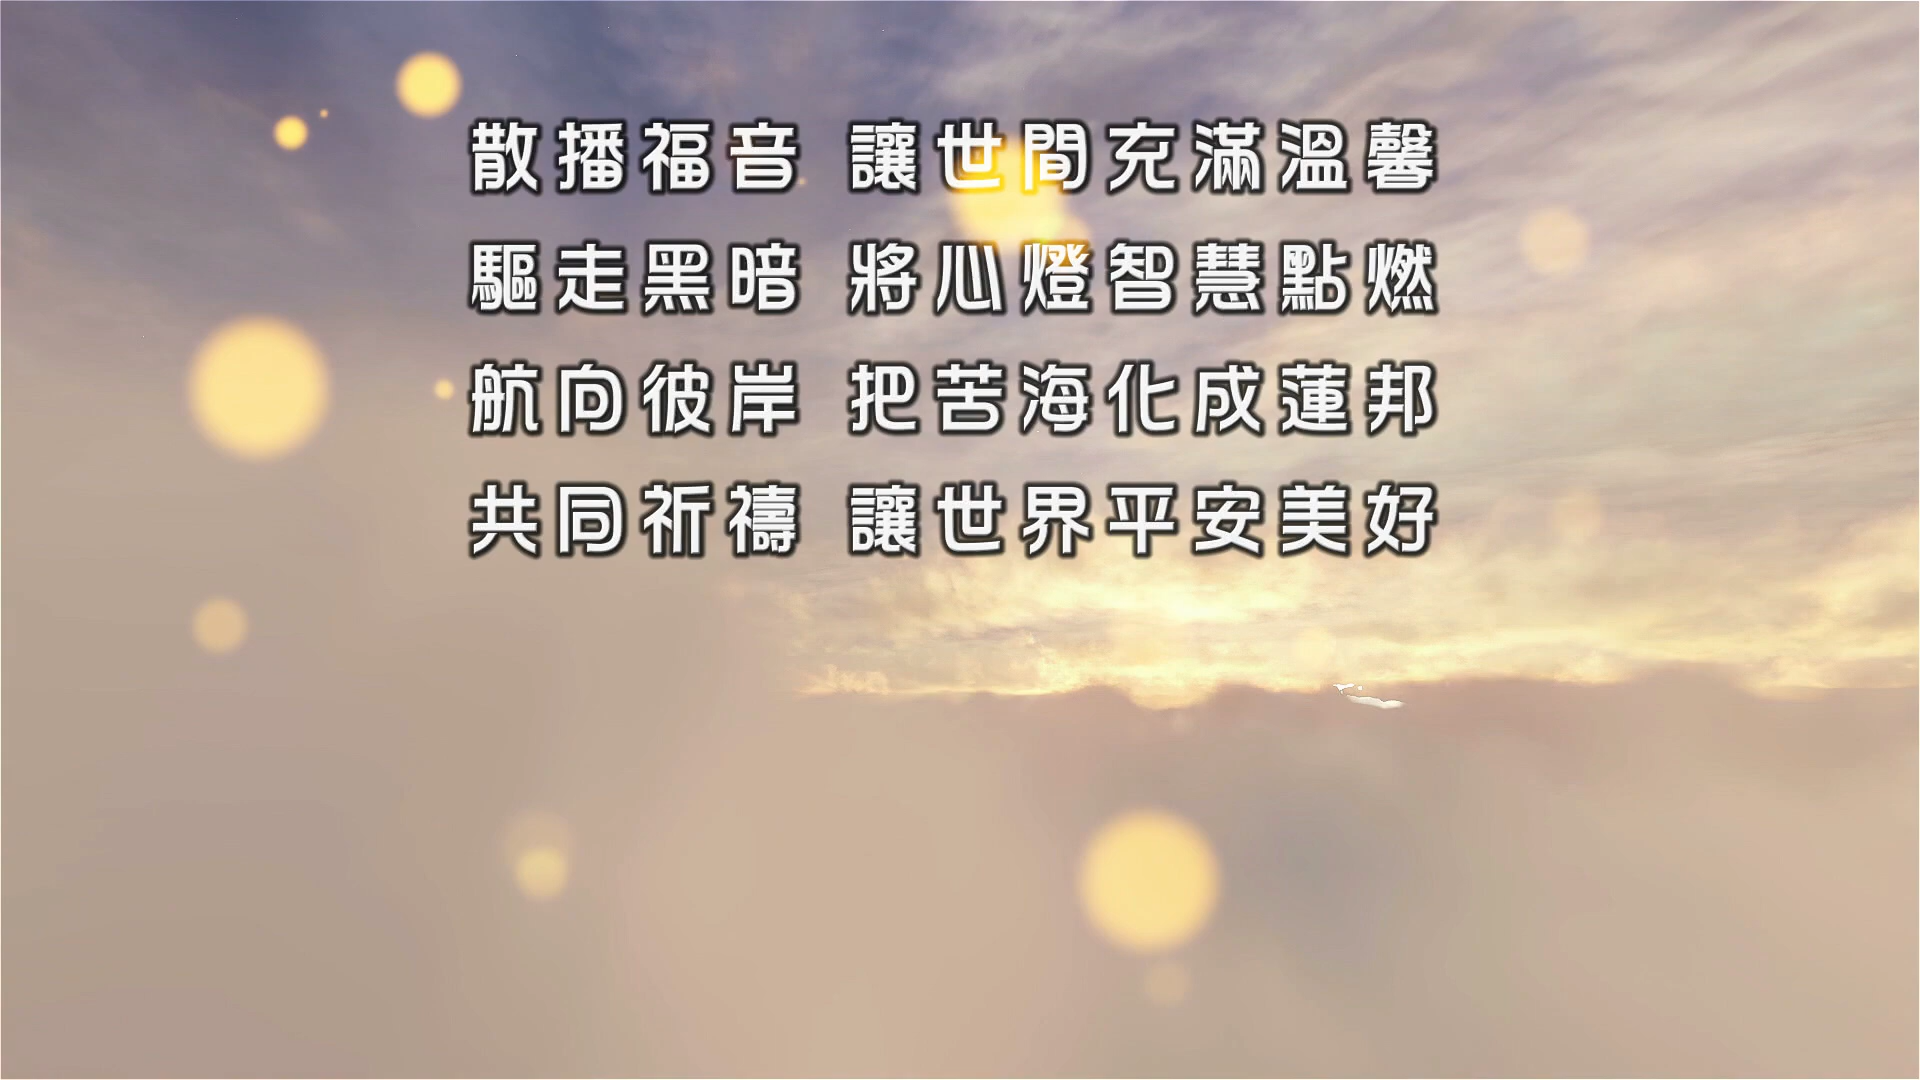 散播福音 讓世間充滿溫馨
驅走黑暗 將心燈智慧點燃
航向彼岸 把苦海化成蓮邦
共同祈禱 讓世界平安美好